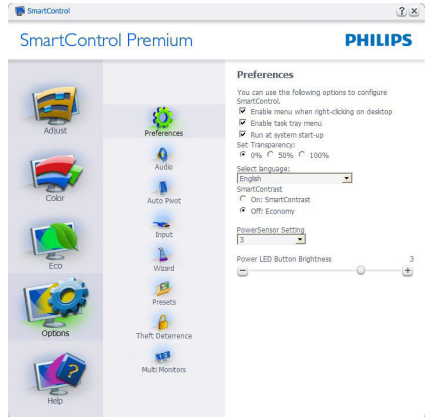 SmartControl
SmartControl Premium
PHILIPS
Adjust
Color
Eco
Options
Help
Preferences
Audio
Auto Pivot
Input
Wizard
Presets
Theft Deterrence
Multi Monitors
Preferences
You can use the following options to configure
SmartControl.
Enable menu when right-clicking on desktop
Enable task tray menu
Run at system start-up
Set Transparency:
0% 50% 100%
Select language:
English
SmartContrast
On: SmartContrast
Off: Economy
PowerSensor Setting
3
Power LED Button Brightness 3